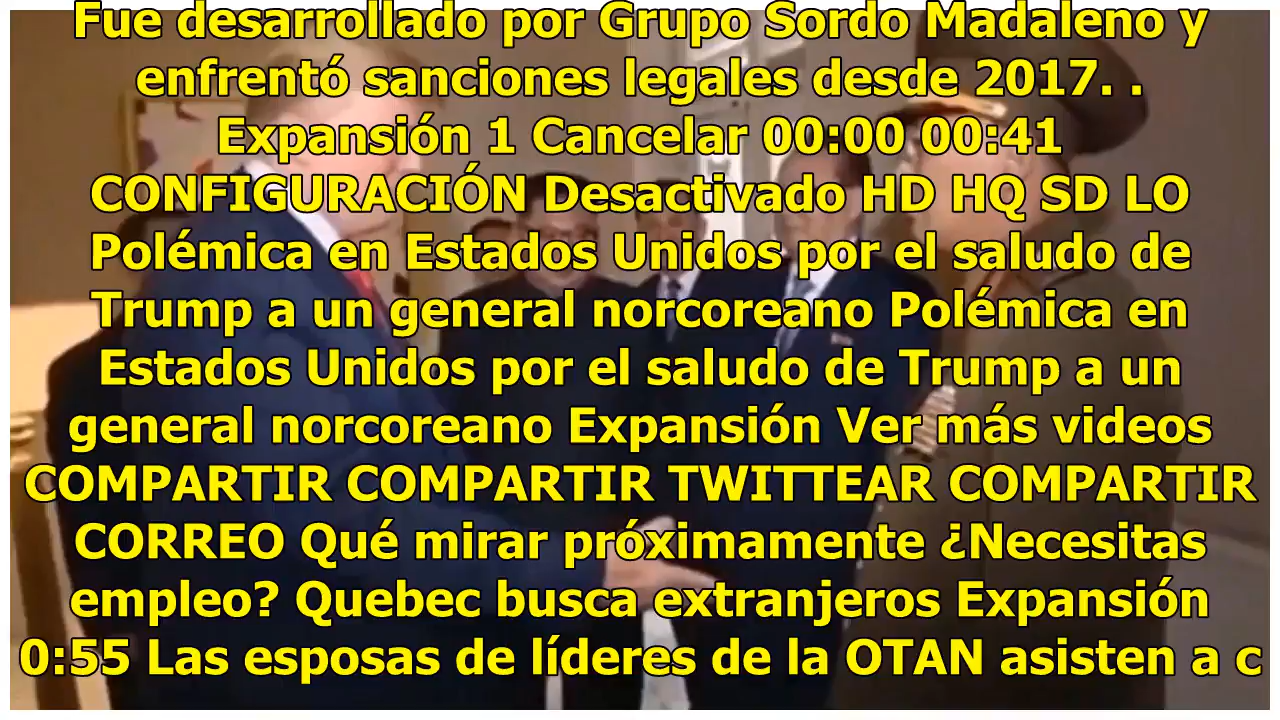 Fue desarrollado por Grupo Sordo Madaleno y
enfrentó sanciones legales desde 2017. .
Expansión 1 Cancelar 00:00 00:41
CONFIGURACIÓN Desactivado HD HQ SD LO
Polémica en Estados Unidos por el saludo de
Trump a un general norcoreano Polémica en
Estados Unidos por el saludo de Trump a un
general norcoreano Expansión Ver más videos
COMPARTIR COMPARTIR TWITTEAR COMPARTIR
CORREO Qué mirar próximamente ¿Necesitas
empleo? Quebec busca extranjeros Expansión
0:55 Las esposas de líderes de la OTAN asisten a c